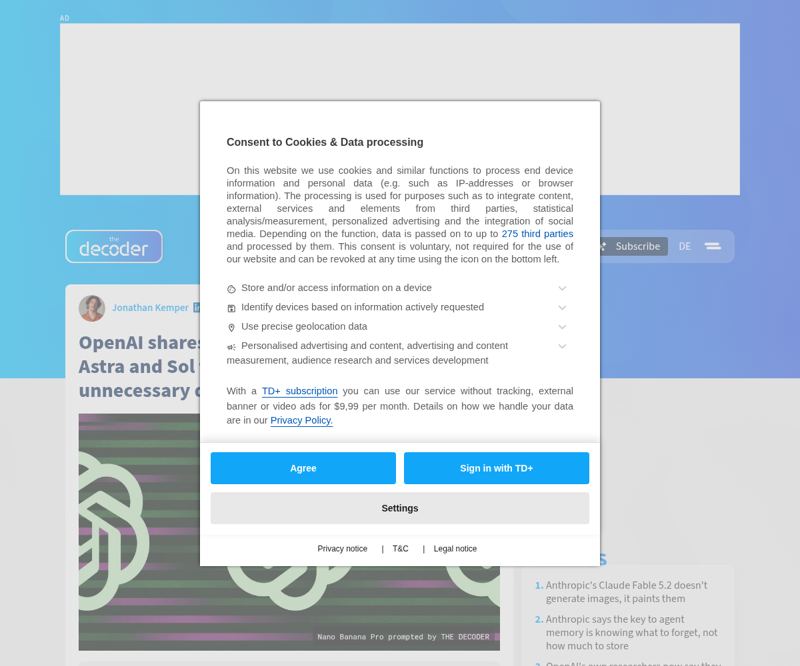 AD
Consent to Cookies & Data processing
On this website we use cookies and similar functions to process end device
information and personal data (e.g. such as IP-addresses or browser
information). The processing is used for purposes such as to integrate content,
external services and elements from third parties, statistical
analysis/measurement, personalized advertising and the integration of social
media. Depending on the function, data is passed on to up to 275 third parties
and processed by them. This consent is voluntary, not required for the use of
our website and can be revoked at any time using the icon on the bottom left.
the
decoder
Subscribe
DE
Store and/or access information on a device
Identify devices based on information actively requested
Use precise geolocation data
Personalised advertising and content, advertising and content
measurement, audience research and services development
Jonathan Kemper
OpenAI shares
Astra and Sol
unnecessary
With a TD+ subscription you can use our service without tracking, external
banner or video ads for $9,99 per month. Details on how we handle your data
are in our Privacy Policy.
Agree
Sign in with TD+
Settings
Privacy notice | T&C | Legal notice
Nano Banana Pro prompted by THE DECODER
1. Anthropic's Claude Fable 5.2 doesn't
generate images, it paints them
2. Anthropic says the key to agent
memory is knowing what to forget, not
how much to store